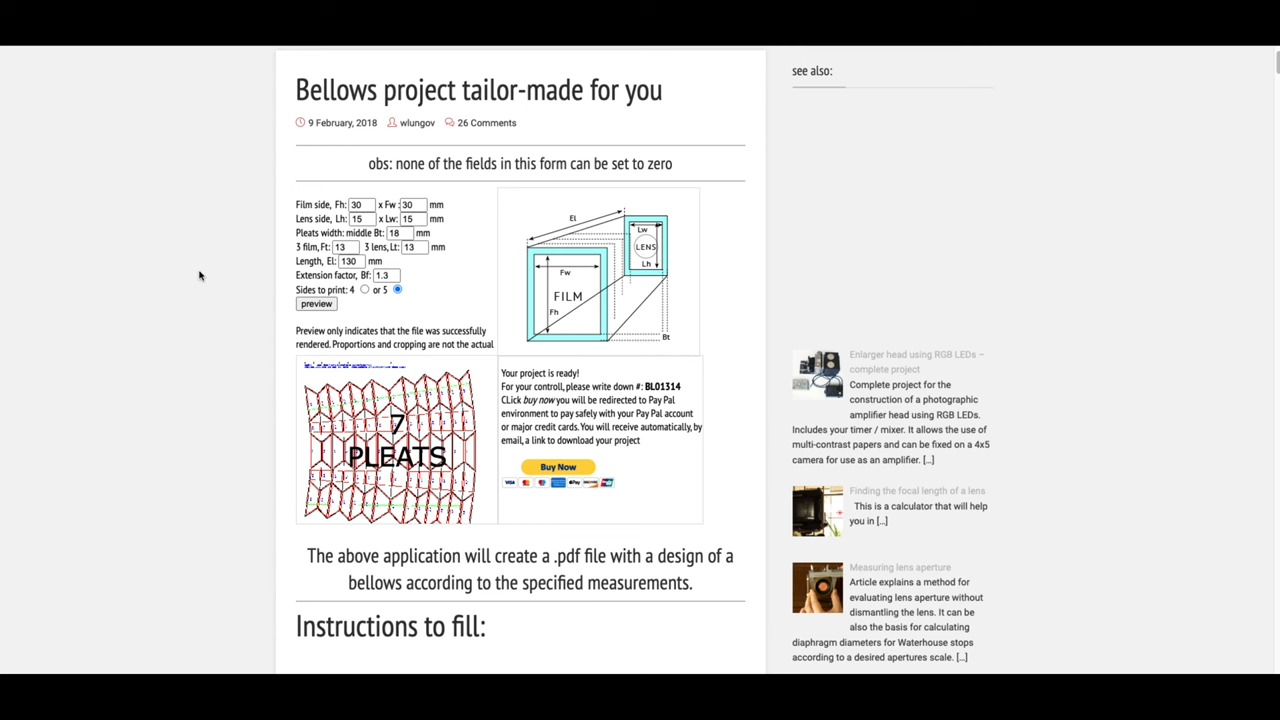 Bellows project tailor-made for you
9 February, 2018 wlungov 26 Comments
obs: none of the fields in this form can be set to zero
Film side, Fh: 30 x Fw : 30 mm
Lens side, Lh: 15 x Lw: 15 mm
Pleats width: middle Bt: 18 mm
3 film, Ft: 13 3 lens, Lt: 13 mm
Length, El: 130 mm
Extension factor, Bf: 1.3
Sides to print: 4 or 5
preview
Preview only indicates that the file was successfully
rendered. Proportions and cropping are not the actual
El
Lw
LENS
Lh
Fw
FILM
Fh
Bt
7
PLEATS
Your project is ready!
For your controll, please write down #: BL01314
CLick buy now you will be redirected to Pay Pal
environment to pay safely with your Pay Pal account
or major credit cards. You will receive automatically, by
email, a link to download your project
Buy Now
VISA
Pay
The above application will create a .pdf file with a design of a
bellows according to the specified measurements.
Instructions to fill:
see also:
Enlarger head using RGB LEDs –
complete project
Complete project for the
construction of a photographic
amplifier head using RGB LEDs.
Includes your timer / mixer. It allows the use of
multi-contrast papers and can be fixed on a 4x5
camera for use as an amplifier. [...]
Finding the focal length of a lens
This is a calculator that will help
you in [...]
Measuring lens aperture
Article explains a method for
evaluating lens aperture without
dismantling the lens. It can be
also the basis for calculating
diaphragm diameters for Waterhouse stops
according to a desired apertures scale. [...]